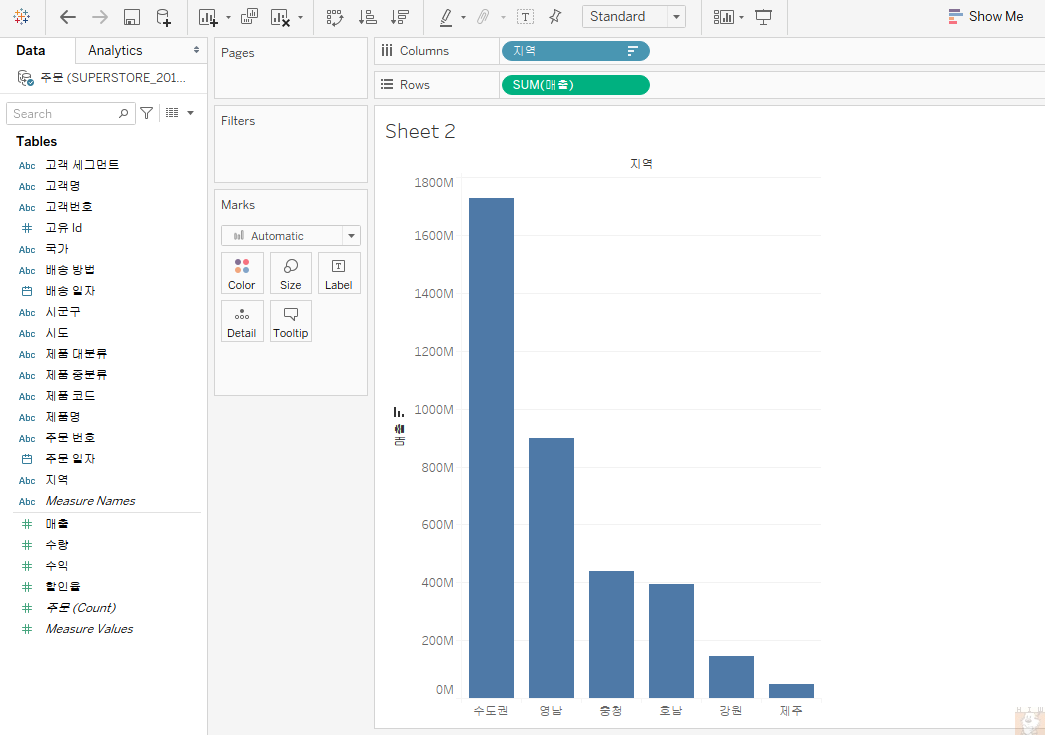 Standard
Show Me
Data
Analytics
주문 (SUPERSTORE_201...
Search
Tables
Abc 고객 세그먼트
Abc 고객명
Abc 고객번호
고유 Id
Abc 국가
Abc 배송 방법
배송 일자
Abc 시군구
Abc 시도
Abc 제품 대분류
Abc 제품 중분류
Abc 제품 코드
Abc 제품명
Abc 주문 번호
주문 일자
Abc 지역
Abc Measure Names
매출
수량
수익
할인율
주문 (Count)
Measure Values
Pages
Filters
Marks
Automatic
Color Size Label
Detail Tooltip
Columns 지역
Rows SUM(매출)
Sheet 2
지역
1800M
1600M
1400M
1200M
1000M
800M
600M
400M
200M
0M
매출
수도권 영남 충청 호남 강원 제주